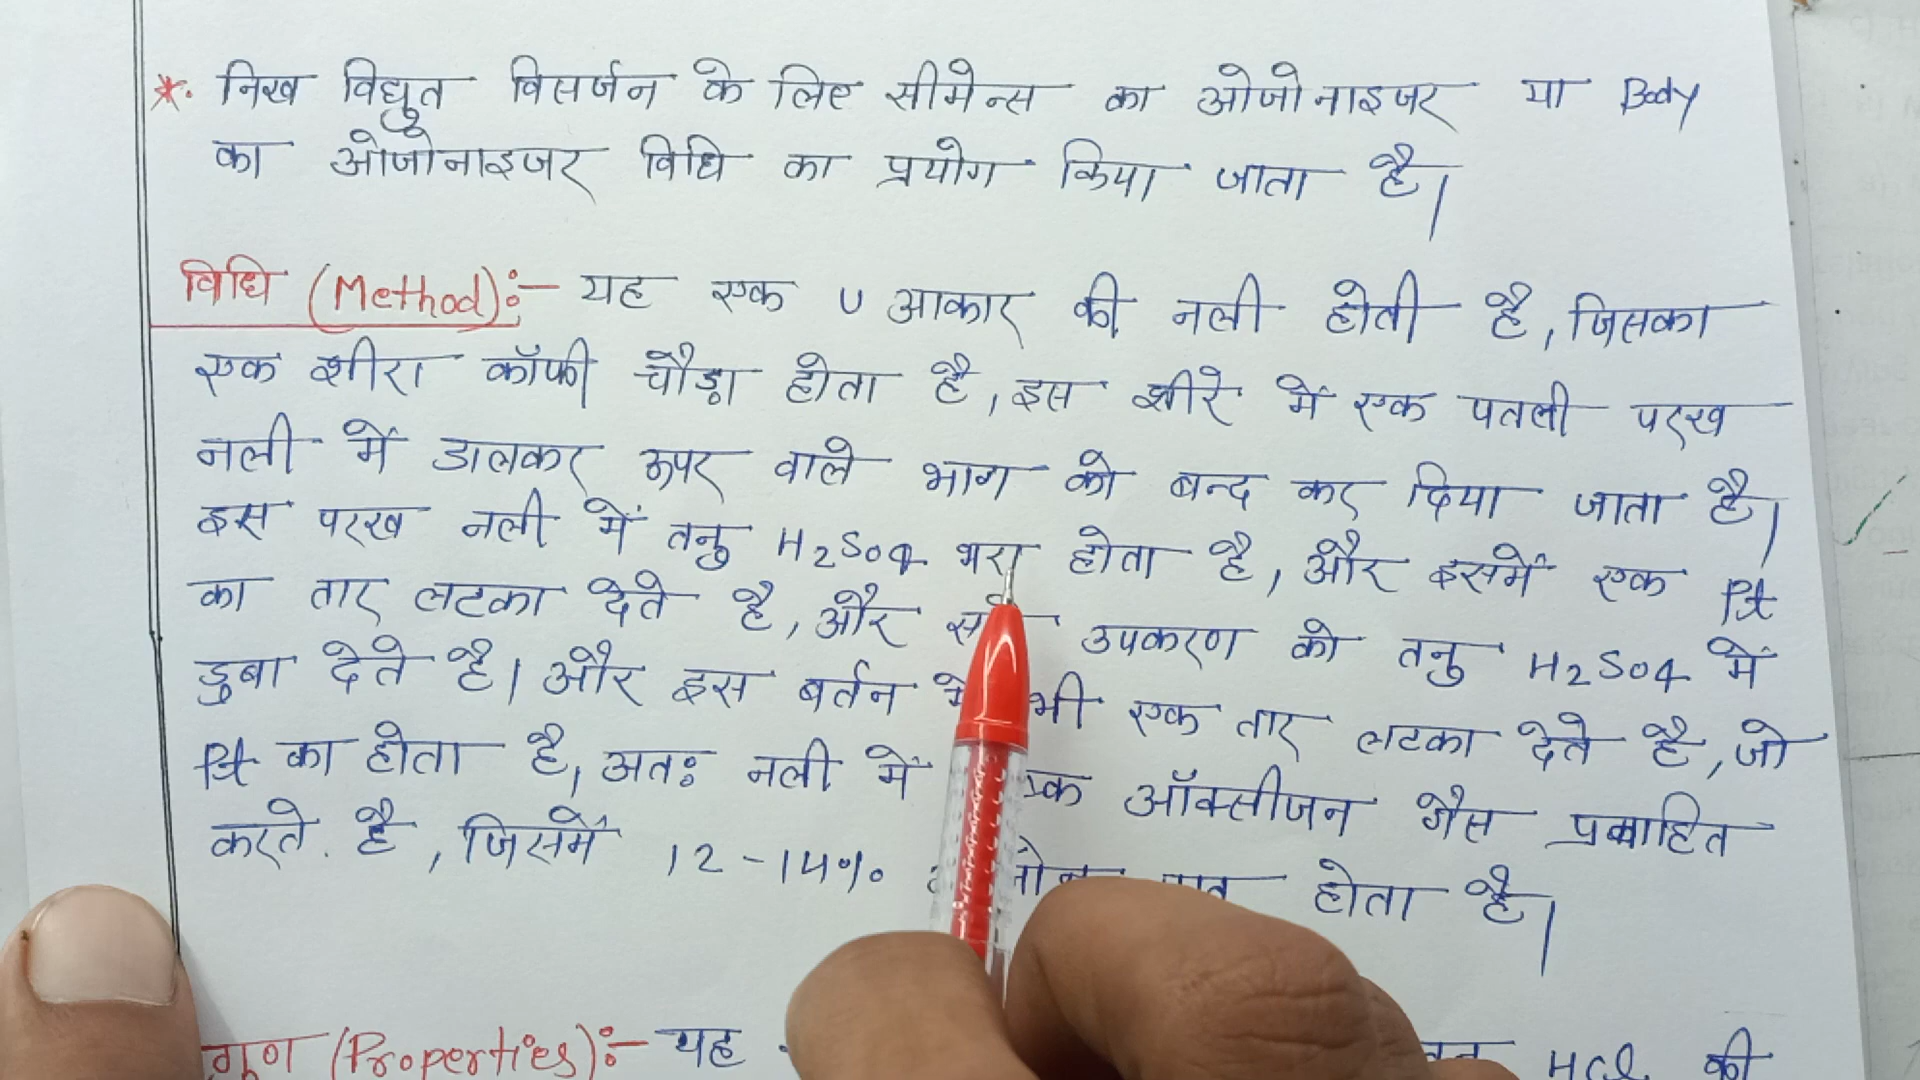 *. निख विद्युत विसर्जन के लिए सीमेन्स का ओजोनाइजर या Body
का ओजोनाइजर विधि का प्रयोग किया जाता है।
विधि (Method):- यह एक U आकार की नली होती है, जिसका
एक शीरा कॉफी चौड़ा होता है, इस शीरे में एक पतली परख
नली में डालकर ऊपर वाले भाग को बन्द कर दिया जाता है।
इस परख नली में तनु H2SO4 भरा होता है, और इसमें एक Pt
का तार लटका देते है, और उपकरण को तनु H2SO4 में
डुबा देते है। और इस बर्तन में भी एक तार लटका देते है, जो
Pt का होता है, अतः नली में ऑक्सीजन गैस प्रवाहित
करते है, जिसमें 12-14% होता है।
गुण (Properties):- यह HCl की